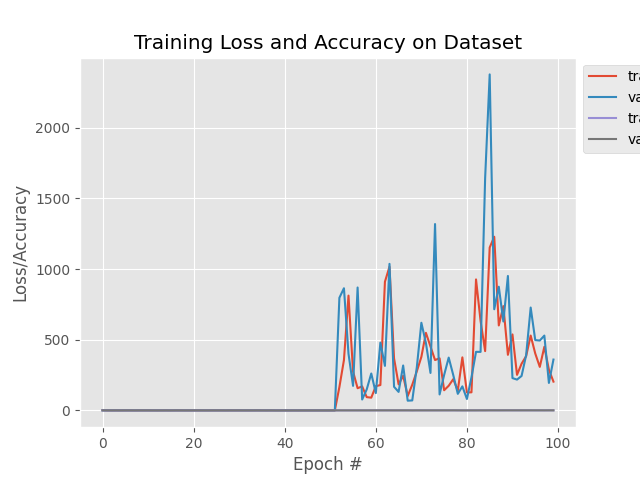 Training Loss and Accuracy on Dataset
Loss/Accuracy
2000
1500
1000
500
0
0 20 40 60 80 100
Epoch #
tra
va
tra
va